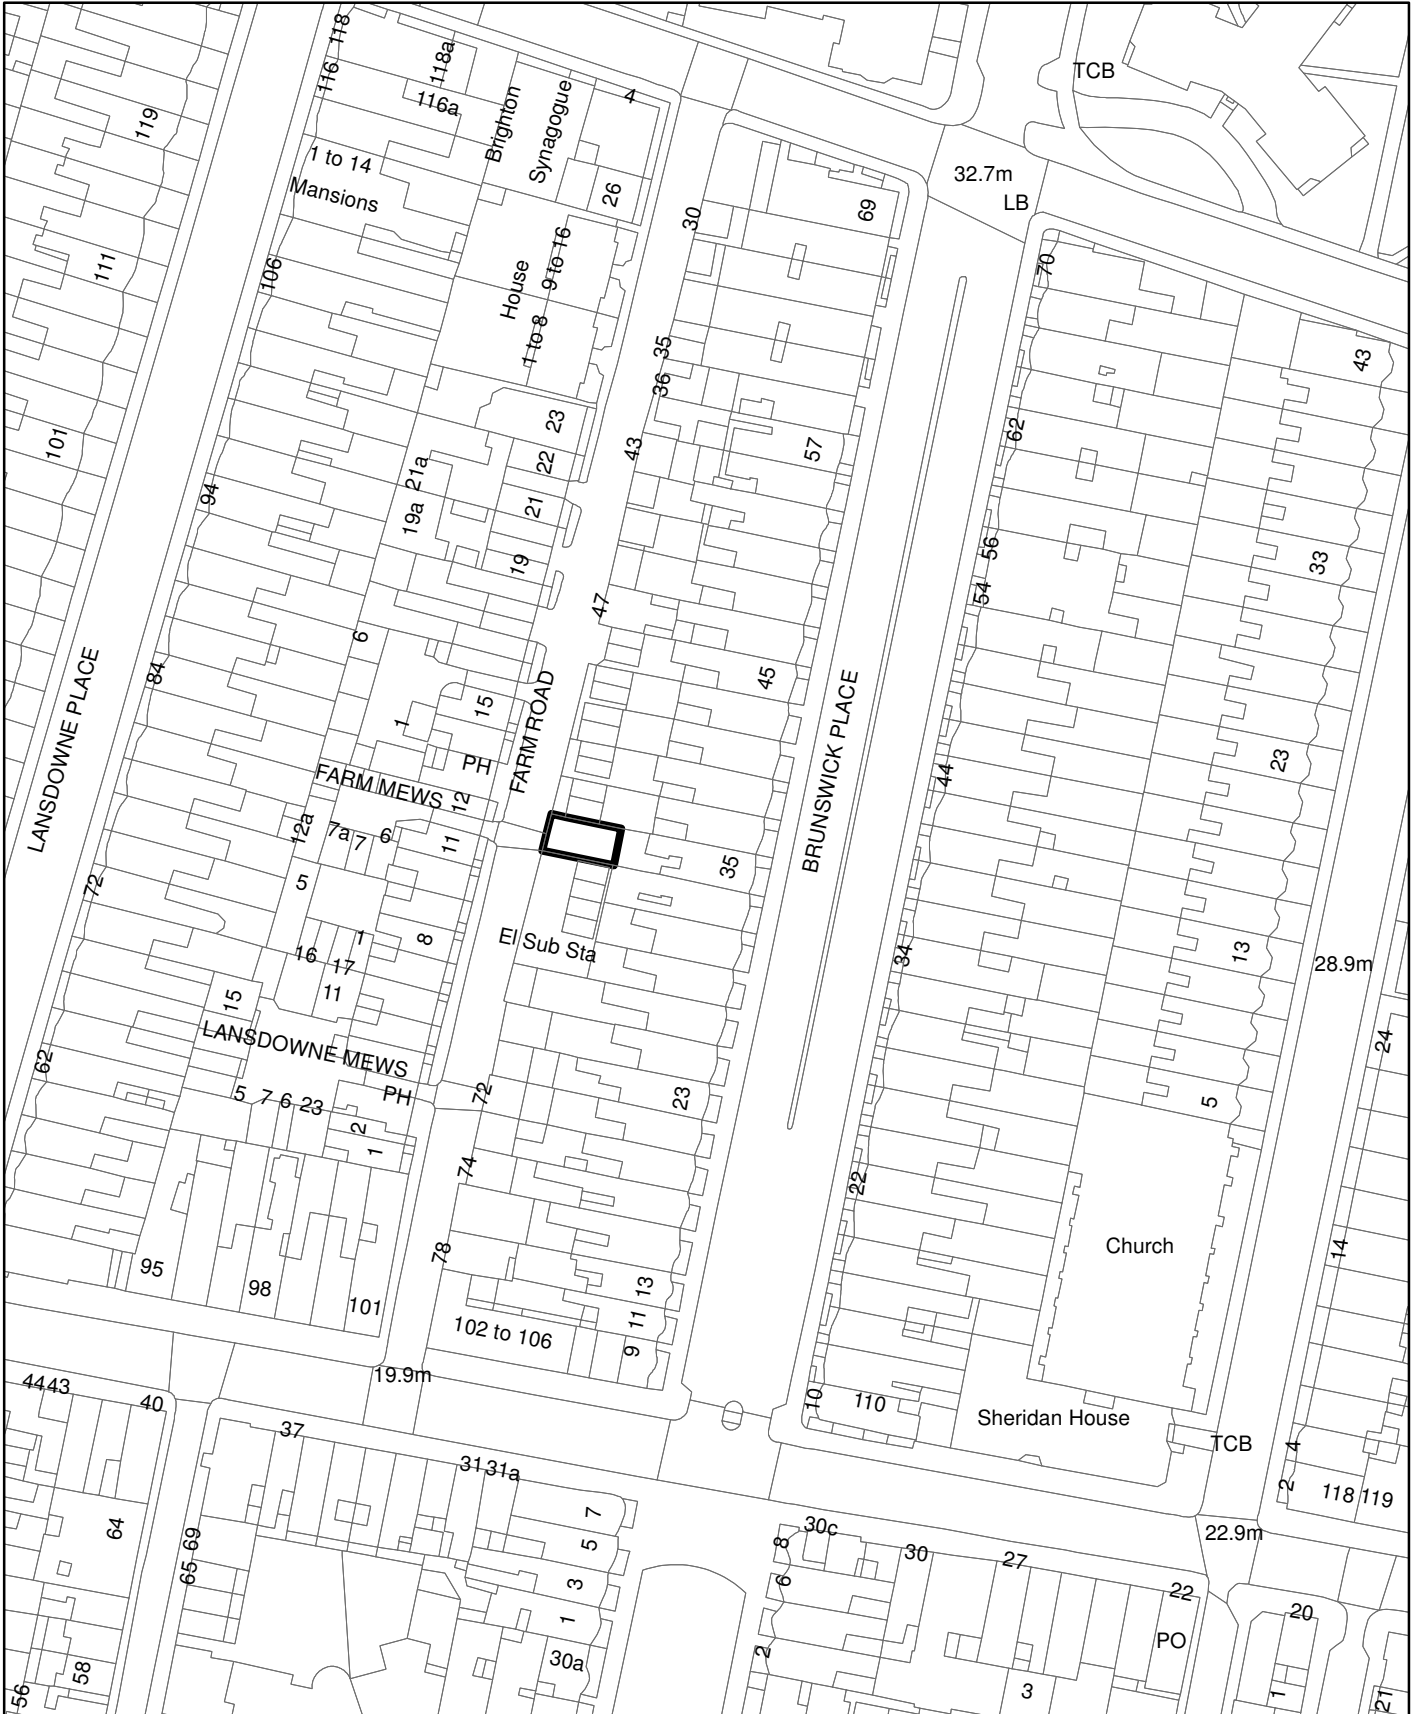 118
118a
116
116a
119
Brighton
Synagogue
4
TCB
1 to 14
Mansions
26
32.7m
LB
69
30
111
106
House
9 to 16
1 to 8
70
35
36
43
101
23
22
21
19
21a
19a
94
43
57
62
33
56
54
47
6
84
45
1
15
PH
LANSDOWNE PLACE
FARM ROAD
FARM MEWS
BRUNSWICK PLACE
23
44
12
12a
7a
7
6
11
35
72
5
8
El Sub Sta
16
1
17
11
34
13
28.9m
15
LANSDOWNE MEWS
62
5
7
6
23
PH
72
23
24
5
2
1
74
22
14
Church
78
95
98
101
13
11
9
102 to 106
19.9m
44
43
40
37
10
110
Sheridan House
TCB
31
31a
4
2
118
119
64
69
65
7
5
3
1
30a
8
6
2
30c
30
27
22.9m
22
20
PO
58
56
3
1
21